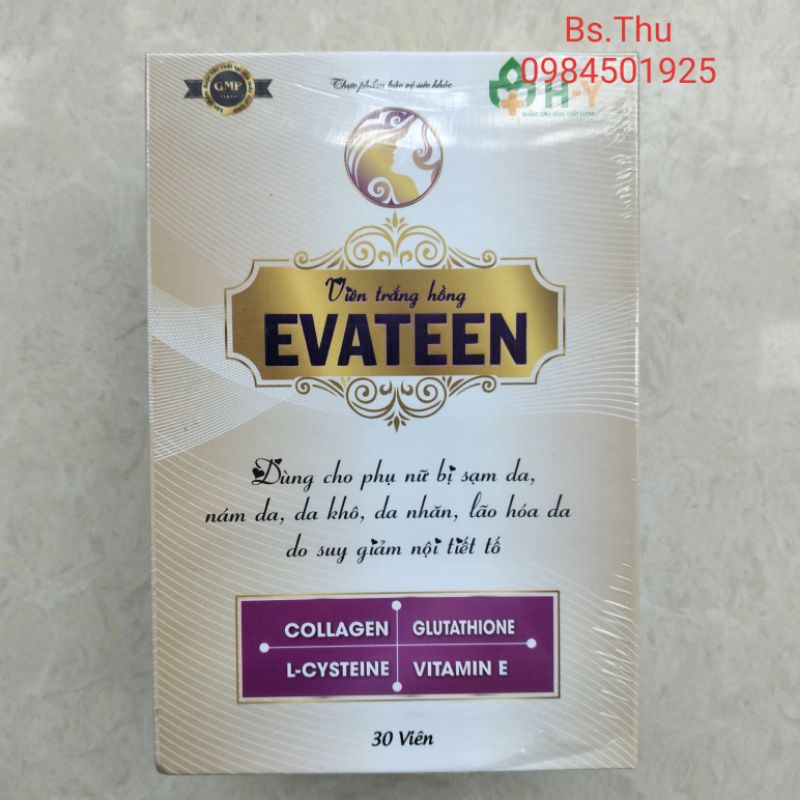 Bs.Thu
0984501925
GMP
Thực phẩm bảo vệ sức khỏe
H-Y
Viên trắng hồng
EVATEEN
Dùng cho phụ nữ bị sạm da,
nám da, da khô, da nhăn, lão hóa da
do suy giảm nội tiết tố
COLLAGEN
GLUTATHIONE
L-CYSTEINE
VITAMIN E
30 Viên